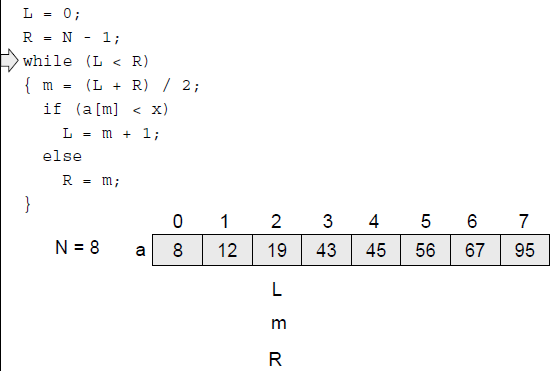 L = 0;
R = N - 1;
while (L < R)
{ m = (L + R) / 2;
if (a[m] < x)
L = m + 1;
else
R = m;
}
0 1 2 3 4 5 6 7
N = 8 a 8 12 19 43 45 56 67 95
L
m
R